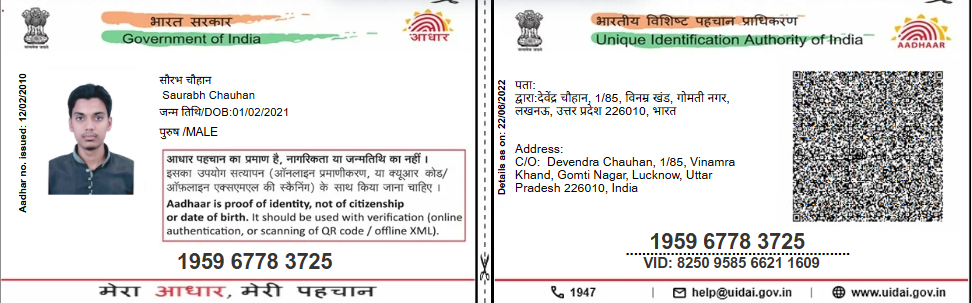 भारत सरकार
Government of India
आधार
Aadhar no. issued: 12/02/2010
सौरभ चौहान
Saurabh Chauhan
जन्म तिथि/DOB:01/02/2021
पुरुष /MALE
आधार पहचान का प्रमाण है, नागरिकता या जन्मतिथि का नहीं ।
इसका उपयोग सत्यापन (ऑनलाइन प्रमाणीकरण, या क्यूआर कोड/
ऑफ़लाइन एक्सएमएल की स्कैनिंग) के साथ किया जाना चाहिए ।
Aadhaar is proof of identity, not of citizenship
or date of birth. It should be used with verification (online
authentication, or scanning of QR code / offline XML).
1959 6778 3725
मेरा आधार, मेरी पहचान
भारतीय विशिष्ट पहचान प्राधिकरण
Unique Identification Authority of India
AADHAAR
Details as on: 22/06/2022
पता:
द्वारा:देवेंद्र चौहान, 1/85, विनम्र खंड, गोमती नगर,
लखनऊ, उत्तर प्रदेश 226010, भारत
Address:
C/O: Devendra Chauhan, 1/85, Vinamra
Khand, Gomti Nagar, Lucknow, Uttar
Pradesh 226010, India
1959 6778 3725
VID: 8250 9585 6621 1609
1947
help@uidai.gov.in
www.uidai.gov.in